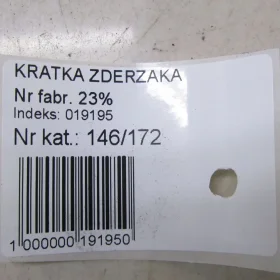 KRATKA ZDERZAKA
Nr fabr. 23%
Indeks: 019195
Nr kat.: 146/172
1 000000 191950